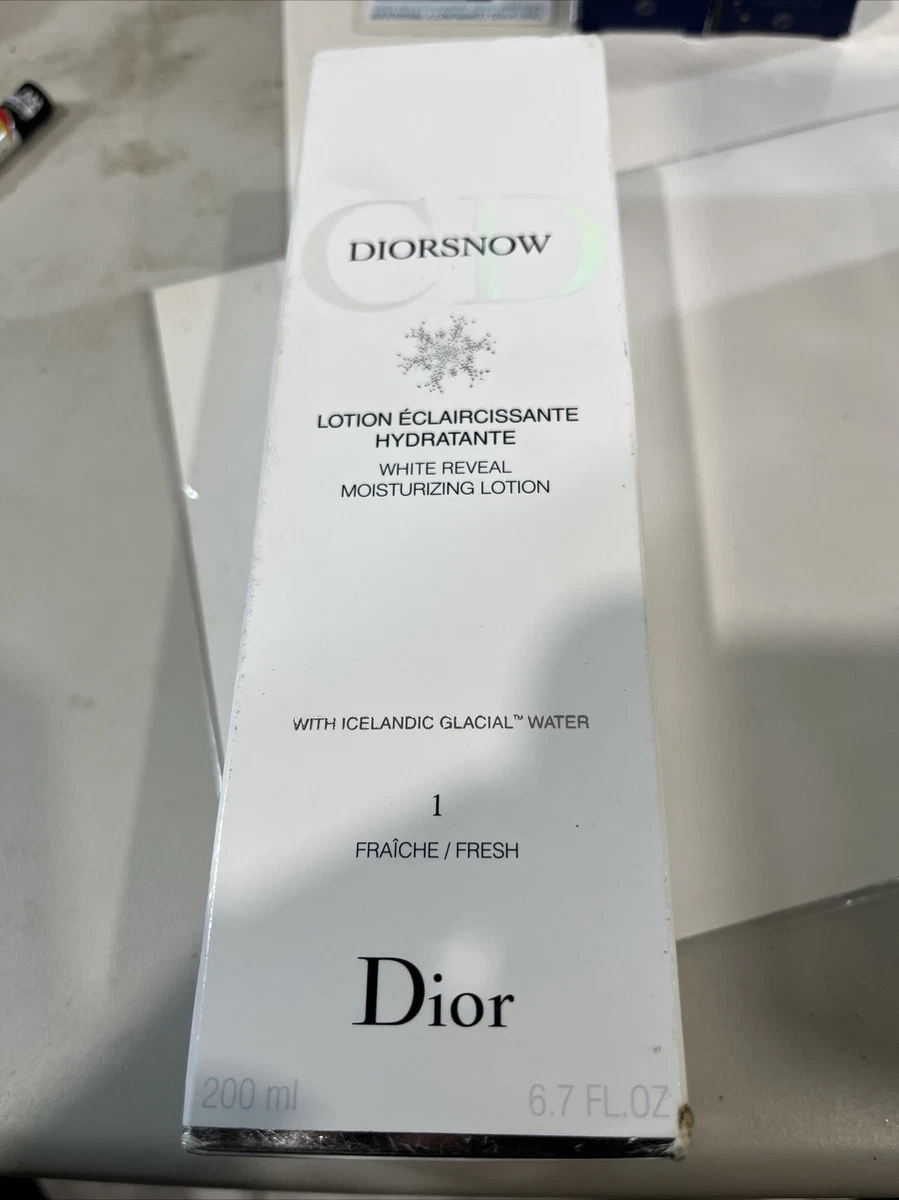 CD
DIORSNOW
LOTION ÉCLAIRCISSANTE
HYDRATANTE
WHITE REVEAL
MOISTURIZING LOTION
WITH ICELANDIC GLACIAL™ WATER
1
FRAÎCHE / FRESH
Dior
200 ml 6.7 FL.OZ